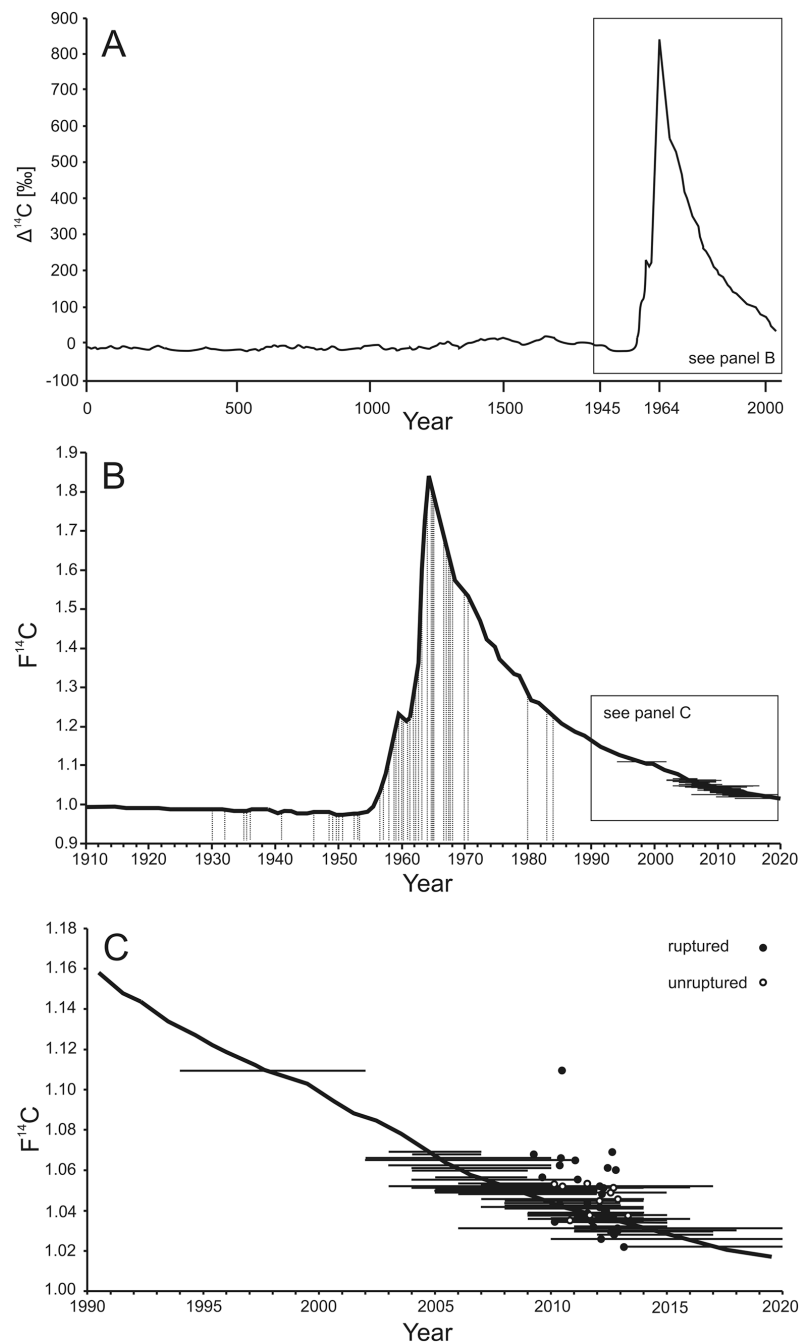 A
900
800
700
600
500
400
300
200
100
0
-100
Δ¹⁴C [‰]
see panel B
0 500 1000 1500 1945 1964 2000
Year
B
1.9
1.8
1.7
1.6
1.5
1.4
1.3
1.2
1.1
1.0
0.9
F¹⁴C
see panel C
1910 1920 1930 1940 1950 1960 1970 1980 1990 2000 2010 2020
Year
C
1.18
1.16
1.14
1.12
1.10
1.08
1.06
1.04
1.02
1.00
F¹⁴C
ruptured
unruptured
1990 1995 2000 2005 2010 2015 2020
Year